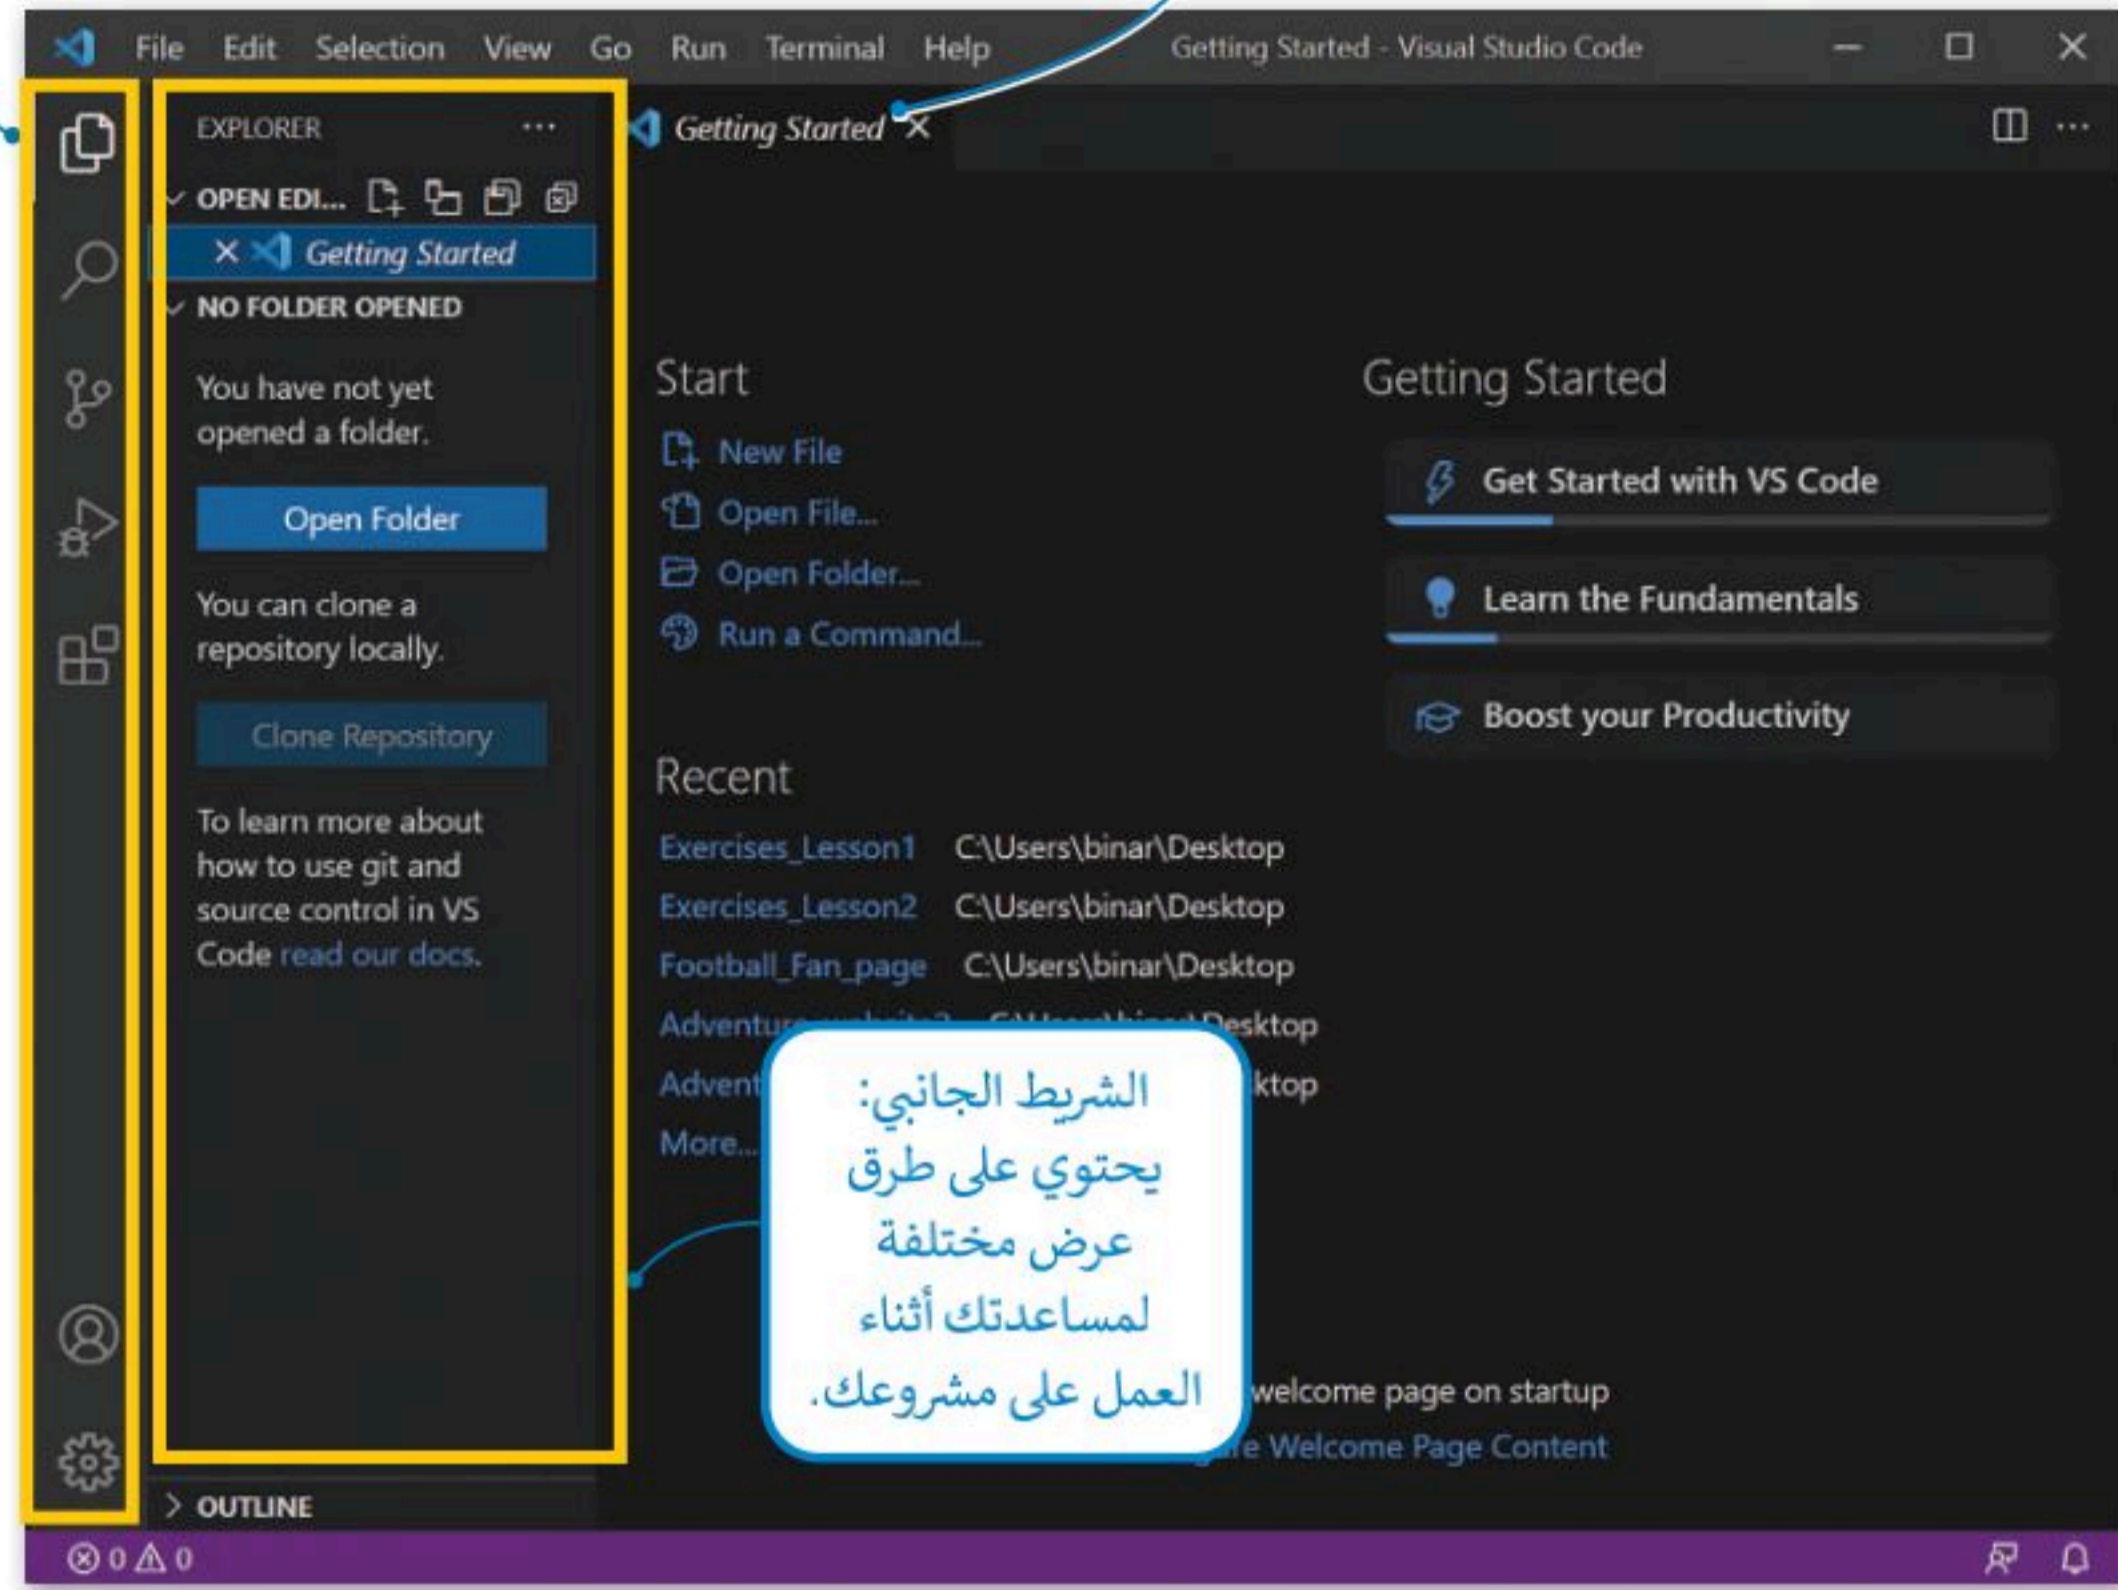 File Edit Selection View Go Run Terminal Help
Getting Started - Visual Studio Code
EXPLORER
OPEN EDI...
Getting Started
NO FOLDER OPENED
You have not yet
opened a folder.
Open Folder
You can clone a
repository locally.
Clone Repository
To learn more about
how to use git and
source control in VS
Code read our docs.
OUTLINE
Getting Started
Start
New File
Open File...
Open Folder...
Run a Command...
Recent
Exercises_Lesson1 C:\Users\binar\Desktop
Exercises_Lesson2 C:\Users\binar\Desktop
Football_Fan_page C:\Users\binar\Desktop
More...
Getting Started
Get Started with VS Code
Learn the Fundamentals
Boost your Productivity
الشريط الجانبي:
يحتوي على طرق
عرض مختلفة
لمساعدتك أثناء
العمل على مشروعك.
welcome page on startup
Welcome Page Content
0 0